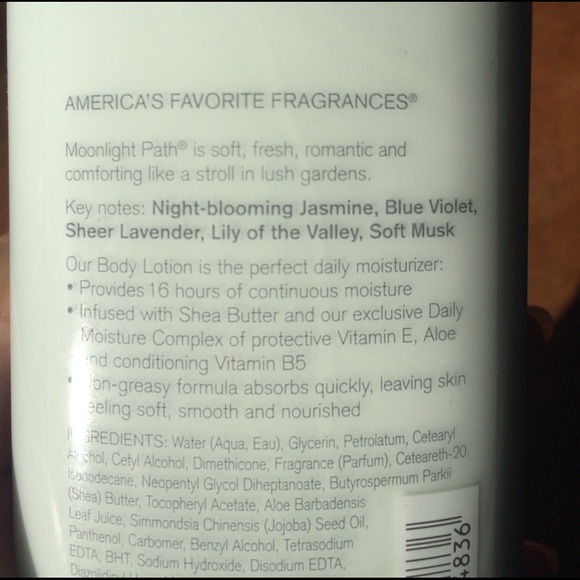 AMERICA'S FAVORITE FRAGRANCES®
Moonlight Path® is soft, fresh, romantic and
comforting like a stroll in lush gardens.
Key notes: Night-blooming Jasmine, Blue Violet,
Sheer Lavender, Lily of the Valley, Soft Musk
Our Body Lotion is the perfect daily moisturizer:
• Provides 16 hours of continuous moisture
• Infused with Shea Butter and our exclusive Daily
Moisture Complex of protective Vitamin E, Aloe
and conditioning Vitamin B5
• Non-greasy formula absorbs quickly, leaving skin
feeling soft, smooth and nourished
INGREDIENTS: Water (Aqua, Eau), Glycerin, Petrolatum, Cetearyl
Alcohol, Cetyl Alcohol, Dimethicone, Fragrance (Parfum), Ceteareth-20,
Isododecane, Neopentyl Glycol Diheptanoate, Butyrospermum Parkii
(Shea) Butter, Tocopheryl Acetate, Aloe Barbadensis
Leaf Juice, Simmondsia Chinensis (Jojoba) Seed Oil,
Panthenol, Carbomer, Benzyl Alcohol, Tetrasodium
EDTA, BHT, Sodium Hydroxide, Disodium EDTA,
4836